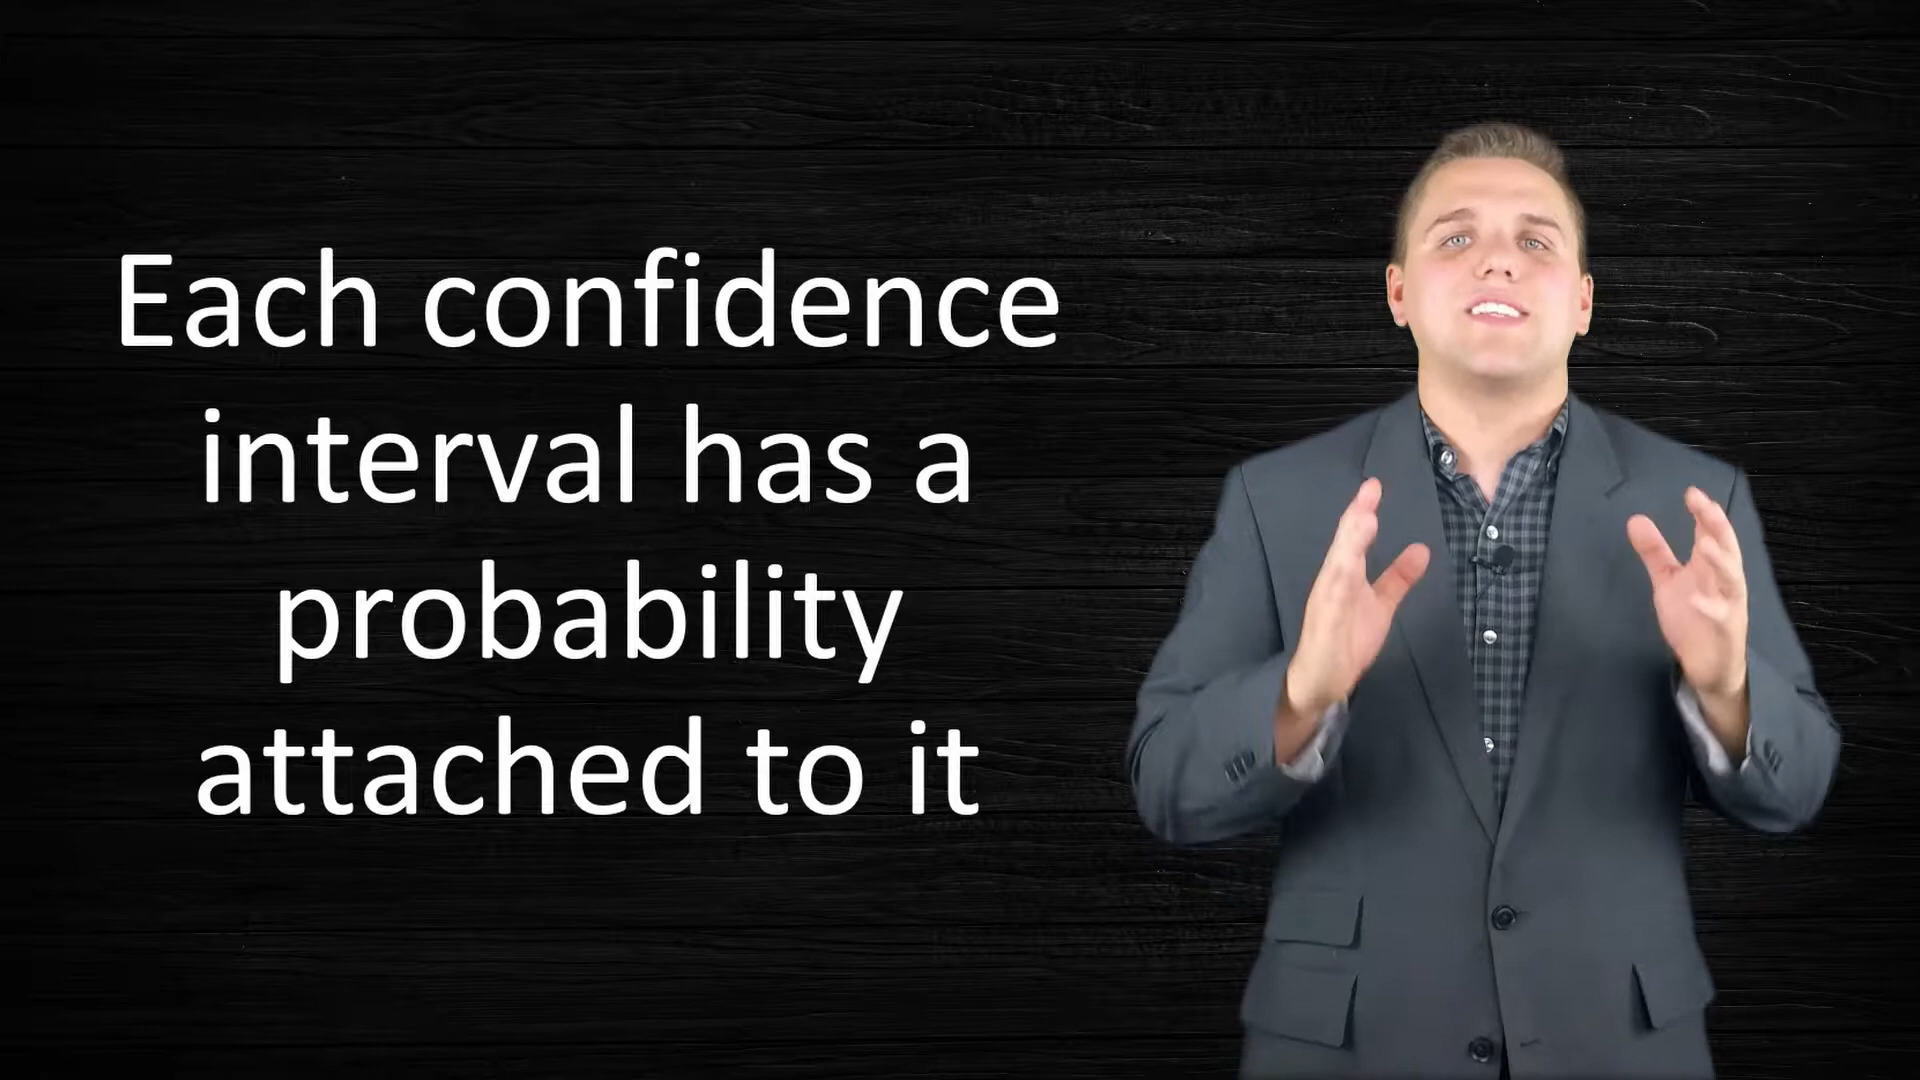 Each confidence
interval has a
probability
attached to it